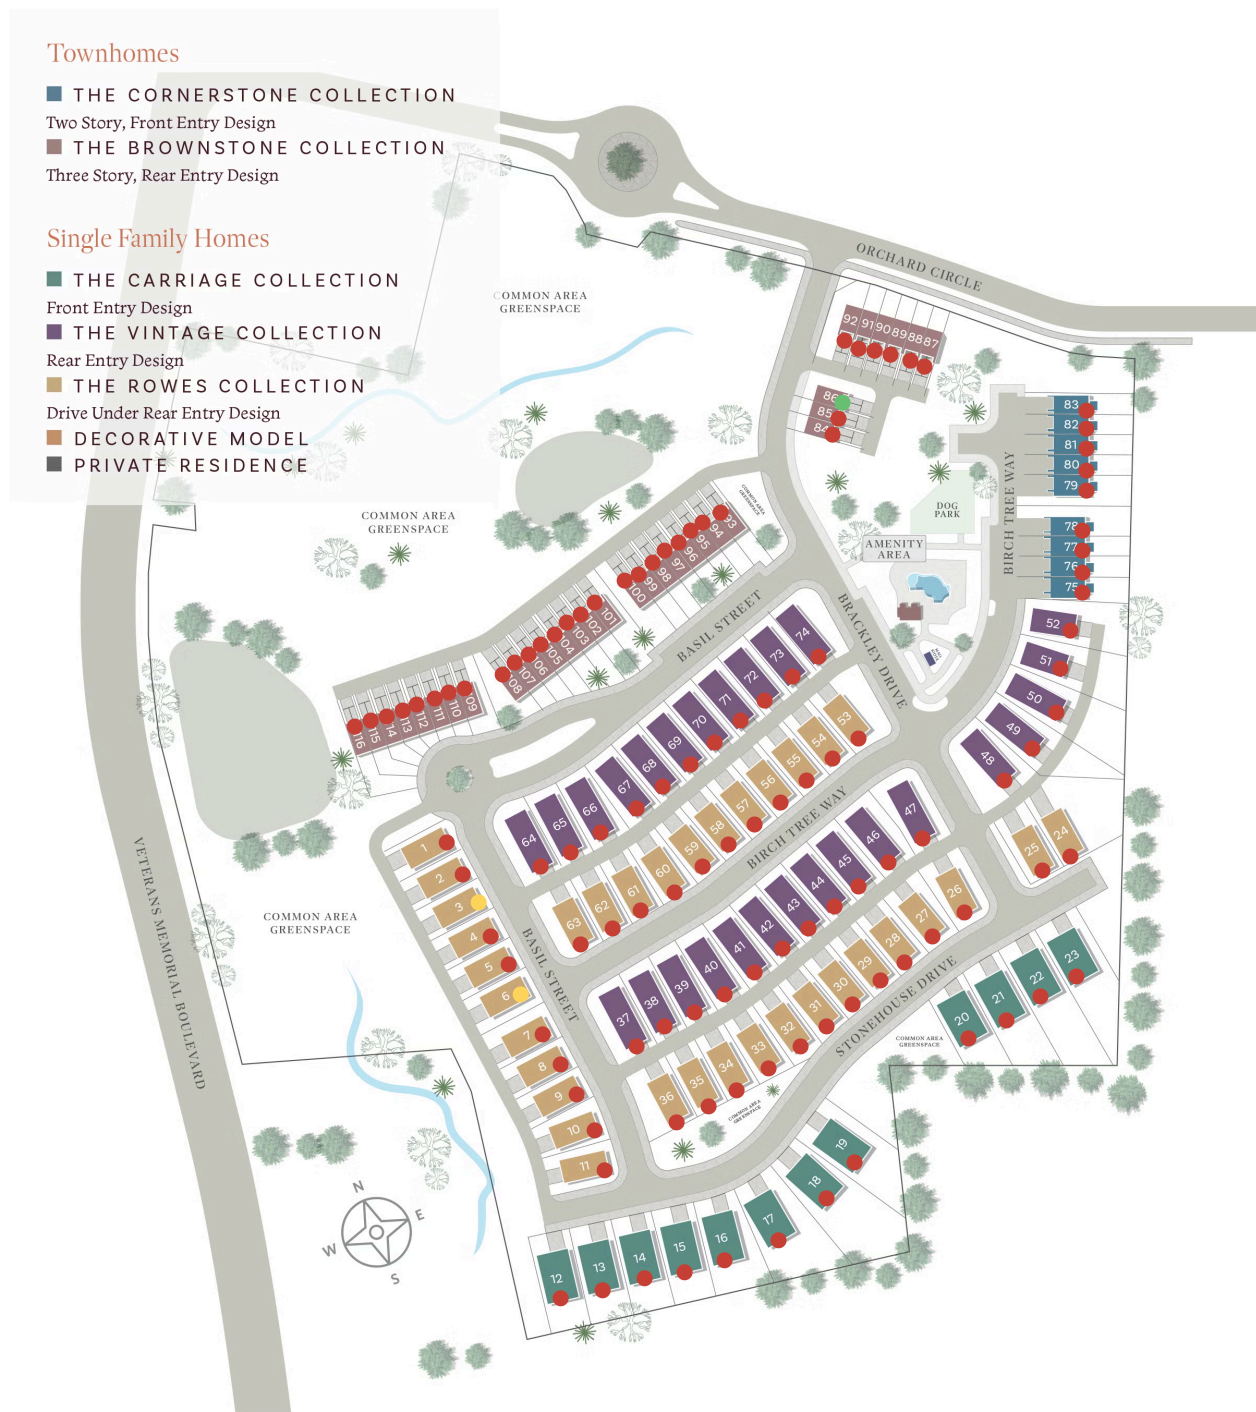 Townhomes
THE CORNERSTONE COLLECTION
Two Story, Front Entry Design
THE BROWNSTONE COLLECTION
Three Story, Rear Entry Design
Single Family Homes
THE CARRIAGE COLLECTION
Front Entry Design
THE VINTAGE COLLECTION
Rear Entry Design
THE ROWES COLLECTION
Drive Under Rear Entry Design
DECORATIVE MODEL
PRIVATE RESIDENCE
ORCHARD CIRCLE
COMMON AREA
GREENSPACE
92 91 90 89 88 87
86
85
84
83
82
81
80
79
78
77
76
75
BIRCH TREE WAY
DOG
PARK
AMENITY
AREA
COMMON AREA
GREENSPACE
COMMON AREA
GREENSPACE
93
94
95
96
97
98
99
100
101
102
103
104
105
106
107
108
109
110
111
112
113
114
115
116
BASIL STREET
BRACKLEY DRIVE
52
51
50
49
48
74
73
72
71
70
69
68
67
66
65
64
53
54
55
56
57
58
59
60
61
62
63
BIRCH TREE WAY
47
46
45
44
43
42
41
40
39
38
37
24
25
26
27
28
29
30
31
32
33
34
35
36
STONEHOUSE DRIVE
COMMON AREA
GREENSPACE
COMMON AREA
GREENSPACE
23
22
21
20
19
18
17
16
15
14
13
12
1
2
3
4
5
6
7
8
9
10
11
BASIL STREET
COMMON AREA
GREENSPACE
VETERANS MEMORIAL BOULEVARD
N
E
W
S